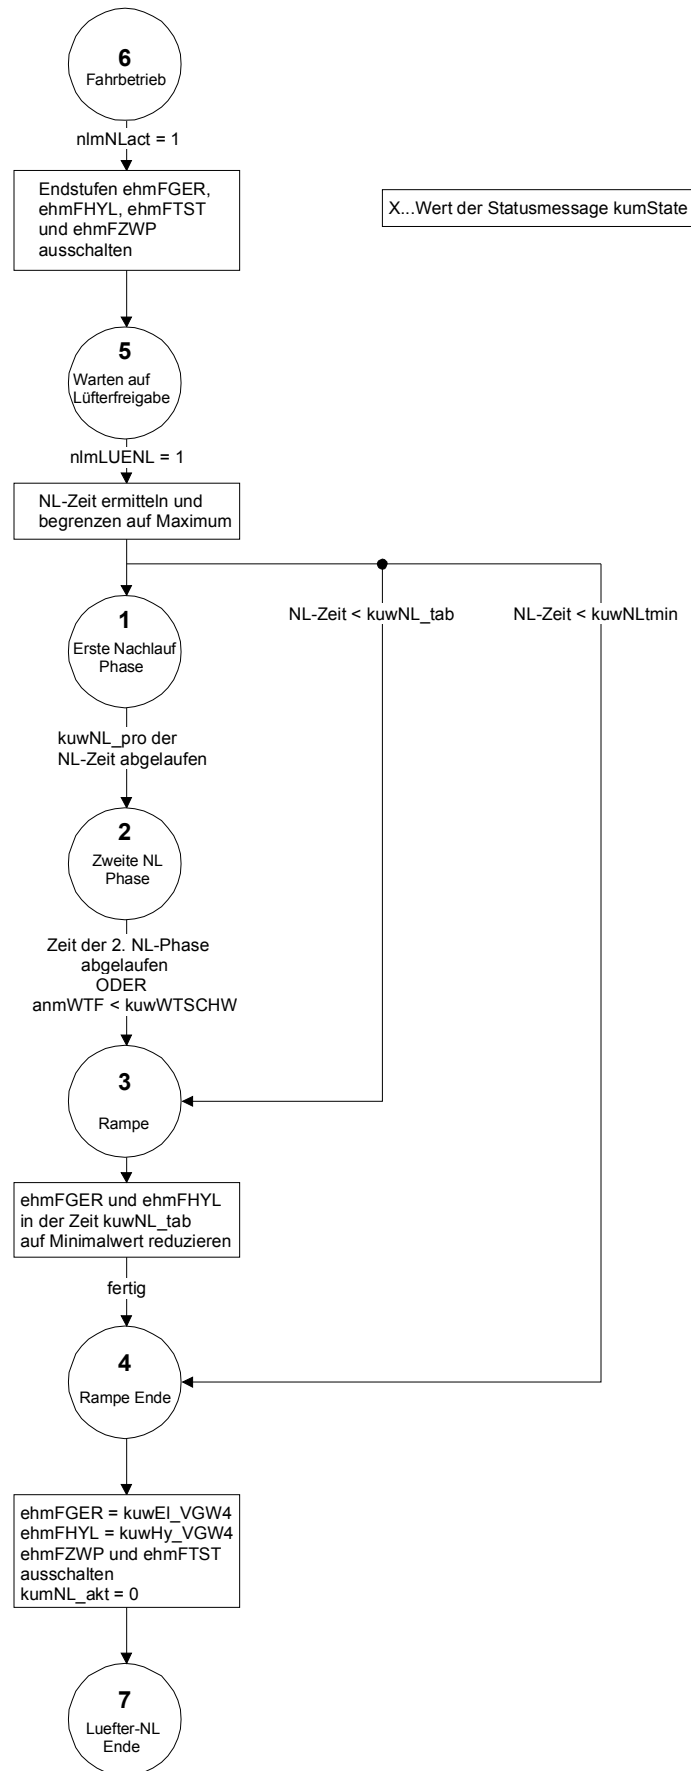 6
Fahrbetrieb
nlmNLact = 1
Endstufen ehmFGER,
ehmFHYL, ehmFTST
und ehmFZWP
ausschalten
X...Wert der Statusmessage kumState
5
Warten auf
Lüfterfreigabe
nlmLUENL = 1
NL-Zeit ermitteln und
begrenzen auf Maximum
NL-Zeit < kuwNL_tab
NL-Zeit < kuwNLtmin
1
Erste Nachlauf
Phase
kuwNL_pro der
NL-Zeit abgelaufen
2
Zweite NL
Phase
Zeit der 2. NL-Phase
abgelaufen
ODER
anmWTF < kuwWTSCHW
3
Rampe
ehmFGER und ehmFHYL
in der Zeit kuwNL_tab
auf Minimalwert reduzieren
fertig
4
Rampe Ende
ehmFGER = kuwEl_VGW4
ehmFHYL = kuwHy_VGW4
ehmFZWP und ehmFTST
ausschalten
kumNL_akt = 0
7
Luefter-NL
Ende